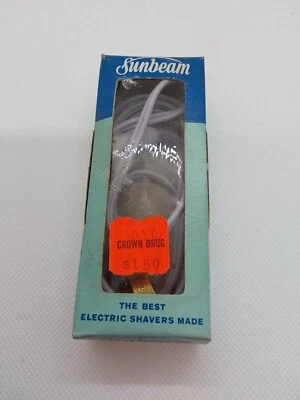 Sunbeam
CROWN DRUG
$1.50
THE BEST
ELECTRIC SHAVERS MADE